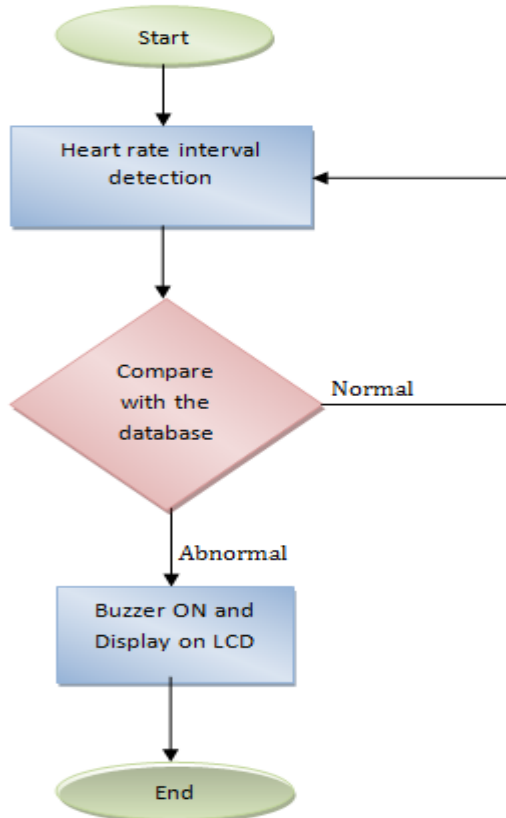 Start
Heart rate interval
detection
Compare
with the
database
Normal
Abnormal
Buzzer ON and
Display on LCD
End